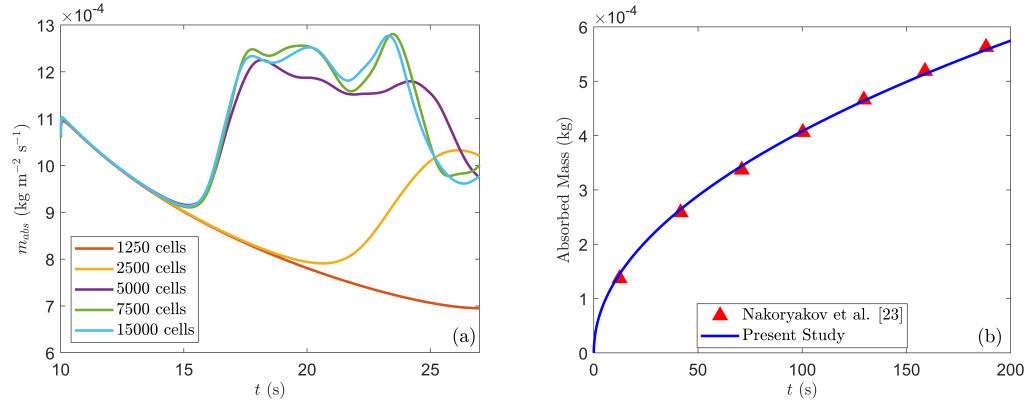 ×10⁻⁴
13
12
11
10
9
8
7
6
m_abs (kg m⁻² s⁻¹)
1250 cells
2500 cells
5000 cells
7500 cells
15000 cells
(a)
10
15
20
25
t (s)
×10⁻⁴
6
5
4
3
2
1
0
Absorbed Mass (kg)
Nakoryakov et al. [23]
Present Study
(b)
0
50
100
150
200
t (s)